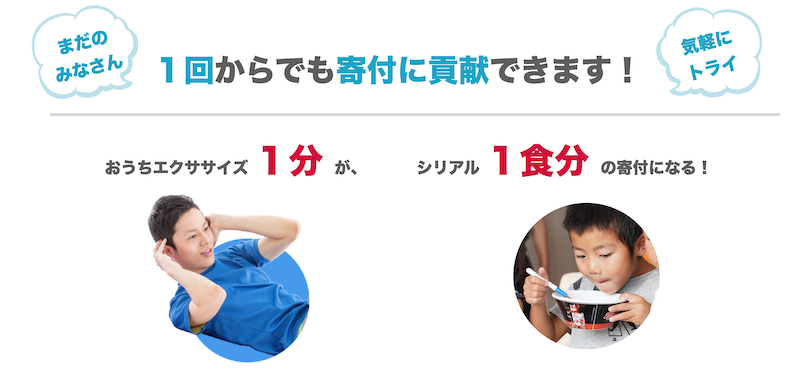 まだの
みなさん
1回からでも寄付に貢献できます！
気軽に
トライ
おうちエクササイズ 1分 が、
シリアル 1食分 の寄付になる！